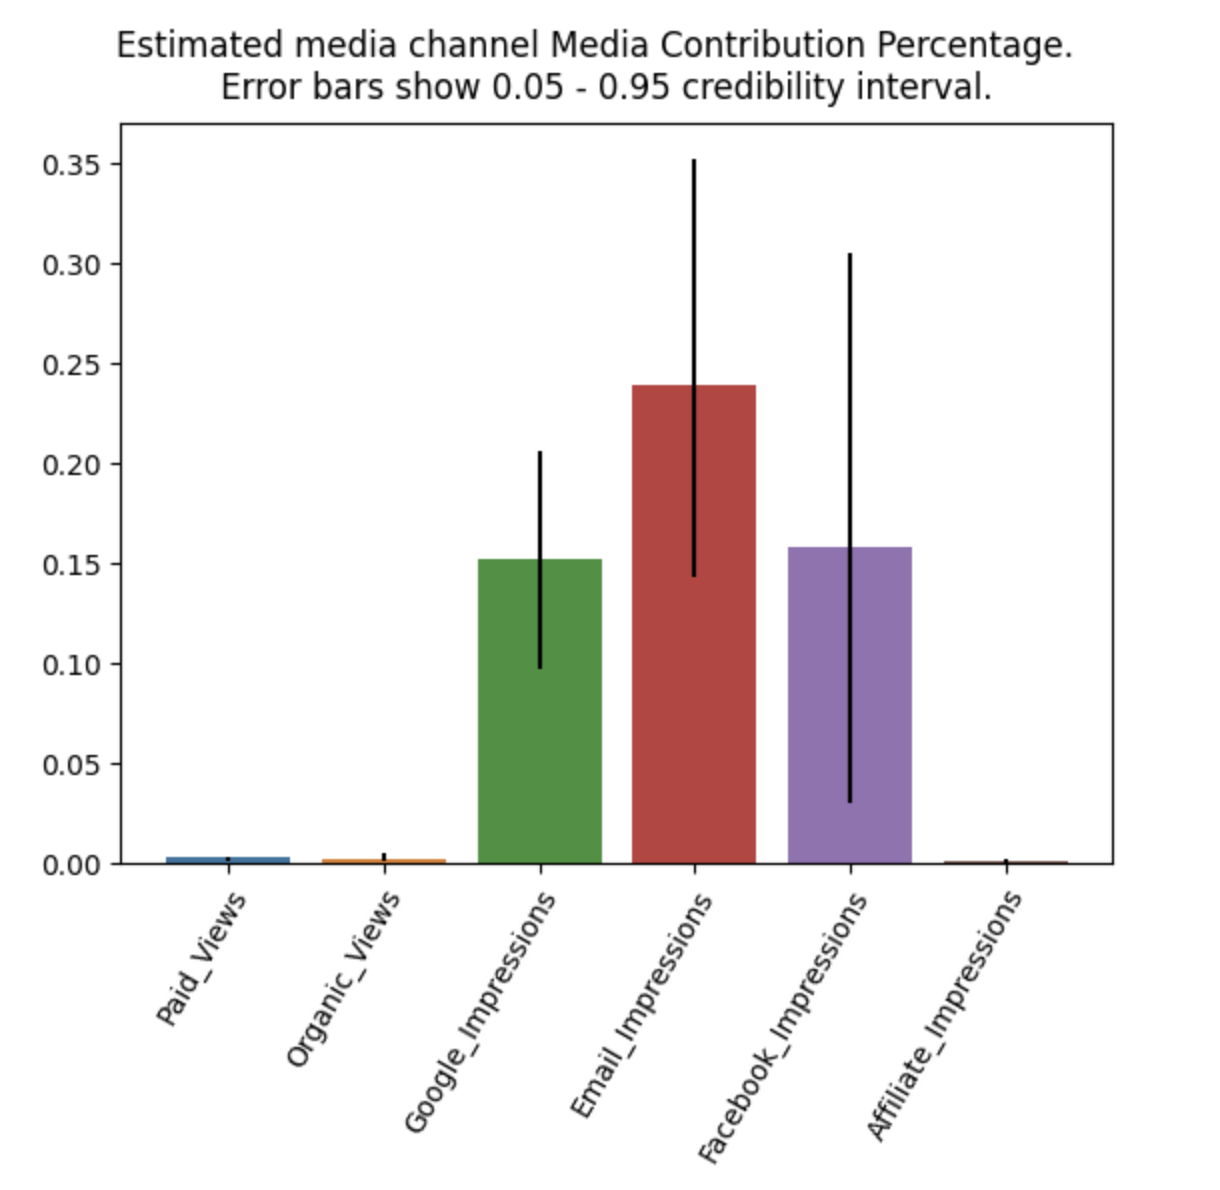 Estimated media channel Media Contribution Percentage.
Error bars show 0.05 - 0.95 credibility interval.
0.35
0.30
0.25
0.20
0.15
0.10
0.05
0.00
Paid_Views
Organic_Views
Google_Impressions
Email_Impressions
Facebook_Impressions
Affiliate_Impressions